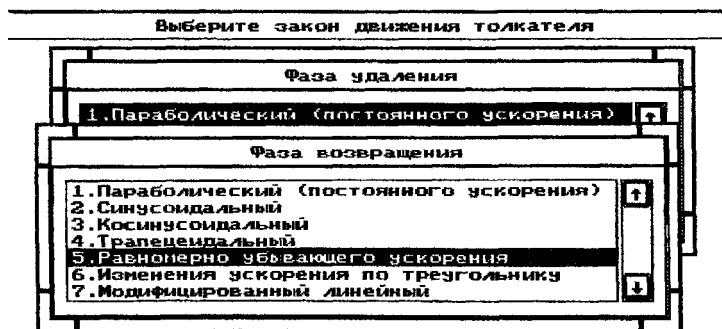 Выберите закон движения толкателя
Фаза удаления
1.Параболический (постоянного ускорения)
Фаза возвращения
1.Параболический (постоянного ускорения)
2.Синусоидальный
3.Косинусоидальный
4.Трапецеидальный
5.Равномерно убывающего ускорения
6.Изменения ускорения по треугольнику
7.Модифицированный линейный